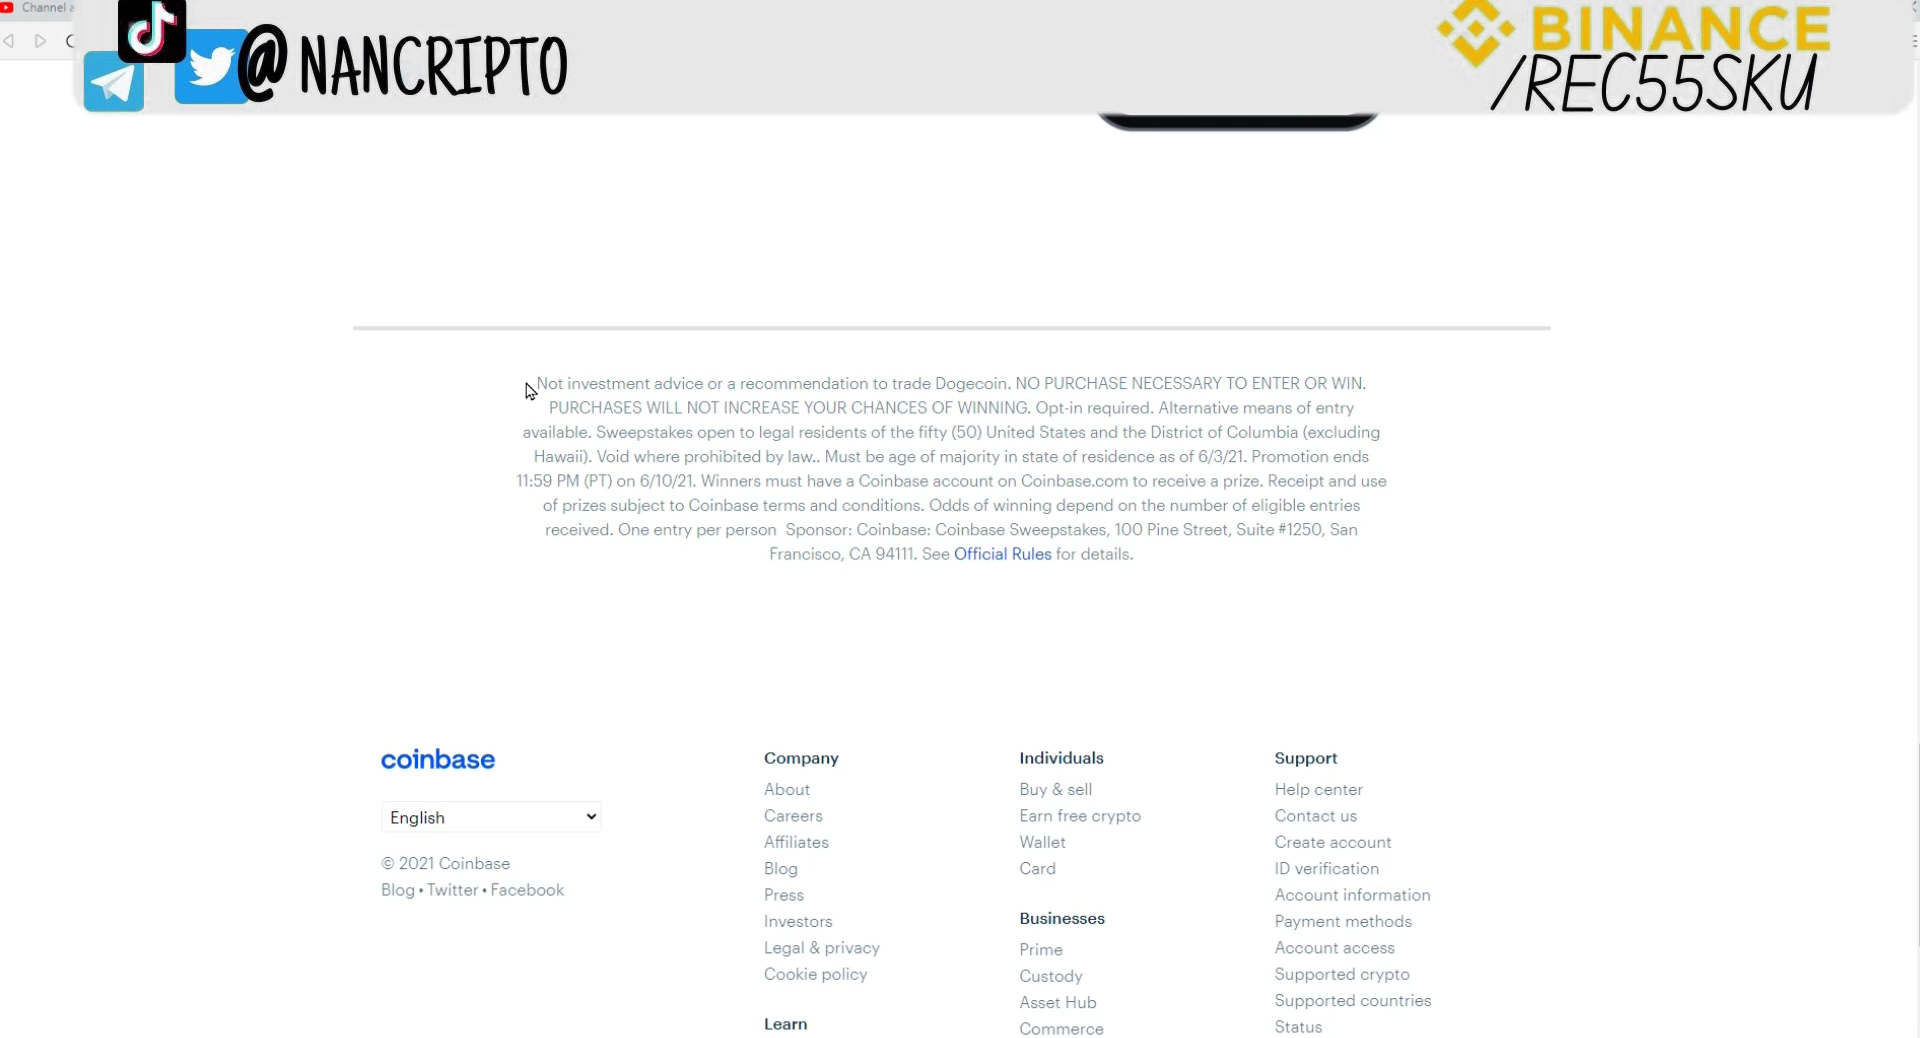 Channel a
@NANCRIPTO
BINANCE
/REC55SKU
Not investment advice or a recommendation to trade Dogecoin. NO PURCHASE NECESSARY TO ENTER OR WIN.
PURCHASES WILL NOT INCREASE YOUR CHANCES OF WINNING. Opt-in required. Alternative means of entry
available. Sweepstakes open to legal residents of the fifty (50) United States and the District of Columbia (excluding
Hawaii). Void where prohibited by law.. Must be age of majority in state of residence as of 6/3/21. Promotion ends
11:59 PM (PT) on 6/10/21. Winners must have a Coinbase account on Coinbase.com to receive a prize. Receipt and use
of prizes subject to Coinbase terms and conditions. Odds of winning depend on the number of eligible entries
received. One entry per person  Sponsor: Coinbase: Coinbase Sweepstakes, 100 Pine Street, Suite #1250, San
Francisco, CA 94111. See Official Rules for details.
coinbase
English
© 2021 Coinbase
Blog • Twitter • Facebook
Company
About
Careers
Affiliates
Blog
Press
Investors
Legal & privacy
Cookie policy
Learn
Individuals
Buy & sell
Earn free crypto
Wallet
Card
Businesses
Prime
Custody
Asset Hub
Commerce
Support
Help center
Contact us
Create account
ID verification
Account information
Payment methods
Account access
Supported crypto
Supported countries
Status